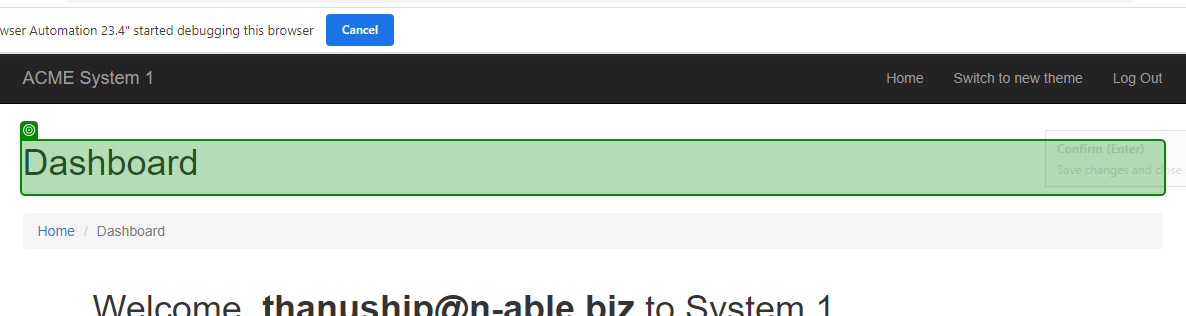 wser Automation 23.4" started debugging this browser Cancel
ACME System 1 Home Switch to new theme Log Out
Dashboard
Confirm (Enter)
Save changes and close
Home / Dashboard
Welcome, thanuship@n-able.biz to System 1